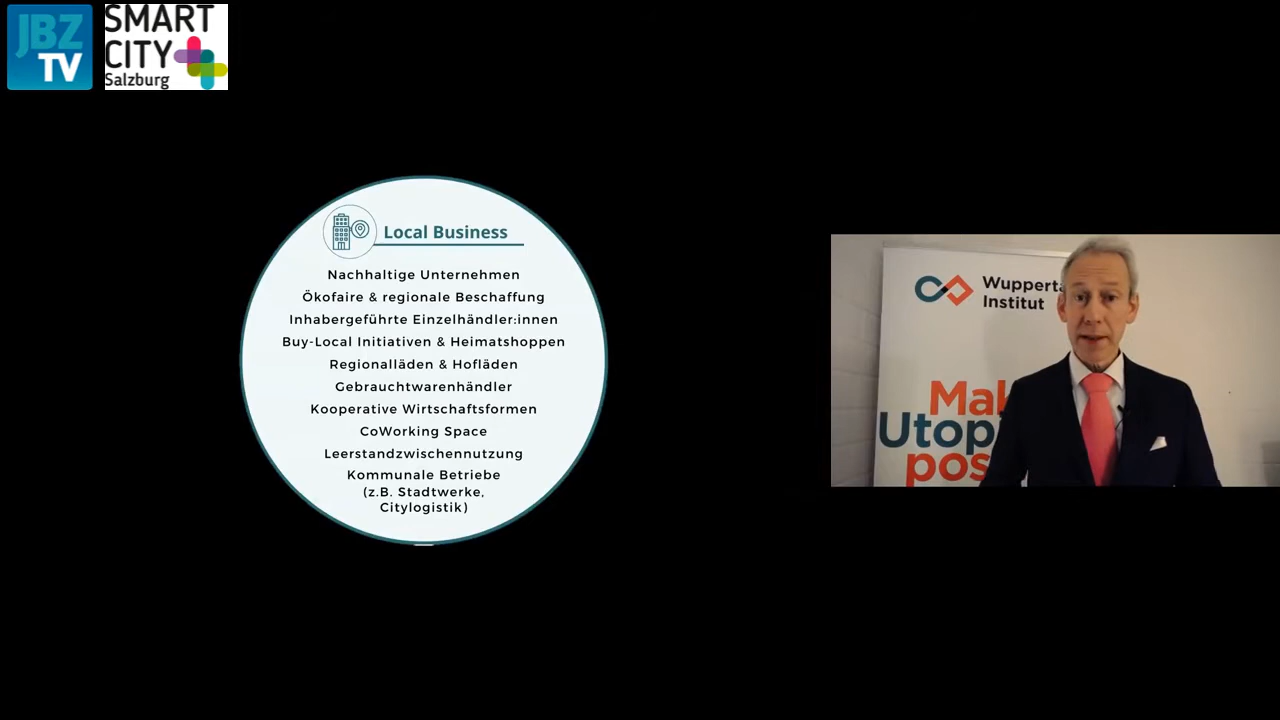 JBZ
TV
SMART
CITY
Salzburg
Local Business
Nachhaltige Unternehmen
Ökofaire & regionale Beschaffung
Inhabergeführte Einzelhändler:innen
Buy-Local Initiativen & Heimatshoppen
Regionalläden & Hofläden
Gebrauchtwarenhändler
Kooperative Wirtschaftsformen
CoWorking Space
Leerstandzwischennutzung
Kommunale Betriebe
(z.B. Stadtwerke,
Citylogistik)
Institut